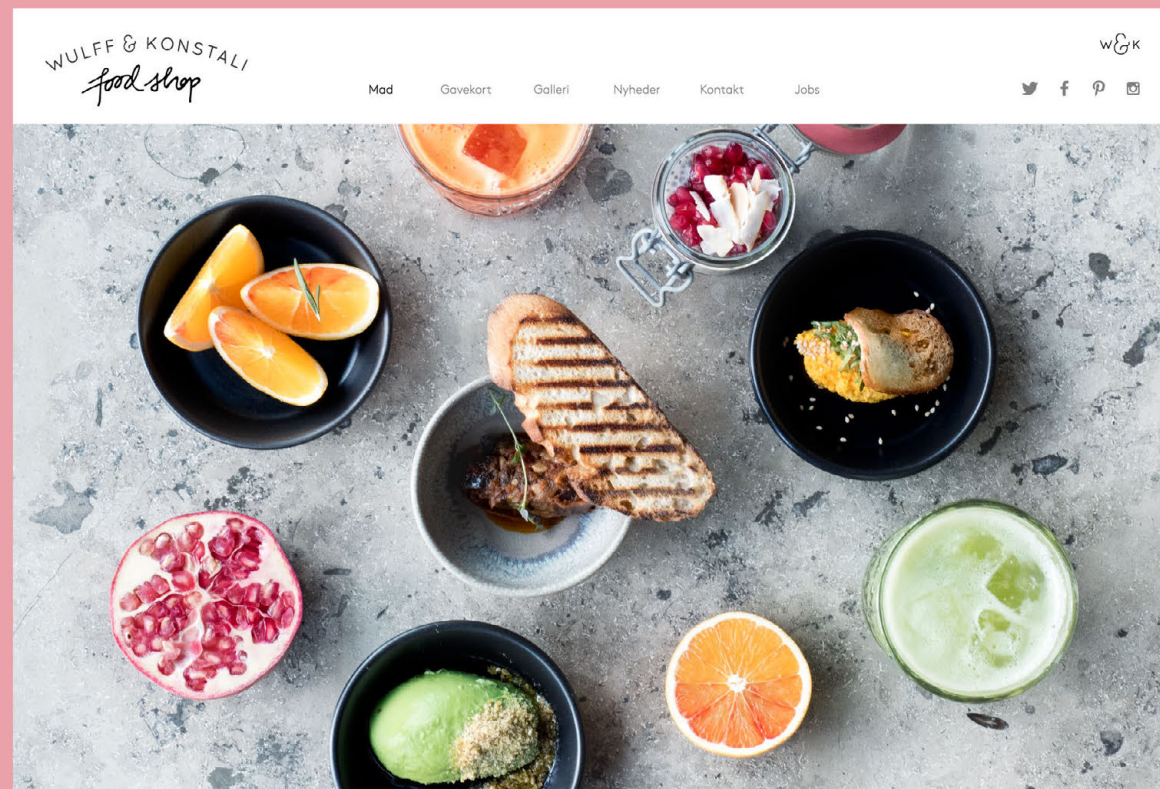 WULFF & KONSTALI
food shop
W&K
Mad
Gavekort
Galleri
Nyheder
Kontakt
Jobs